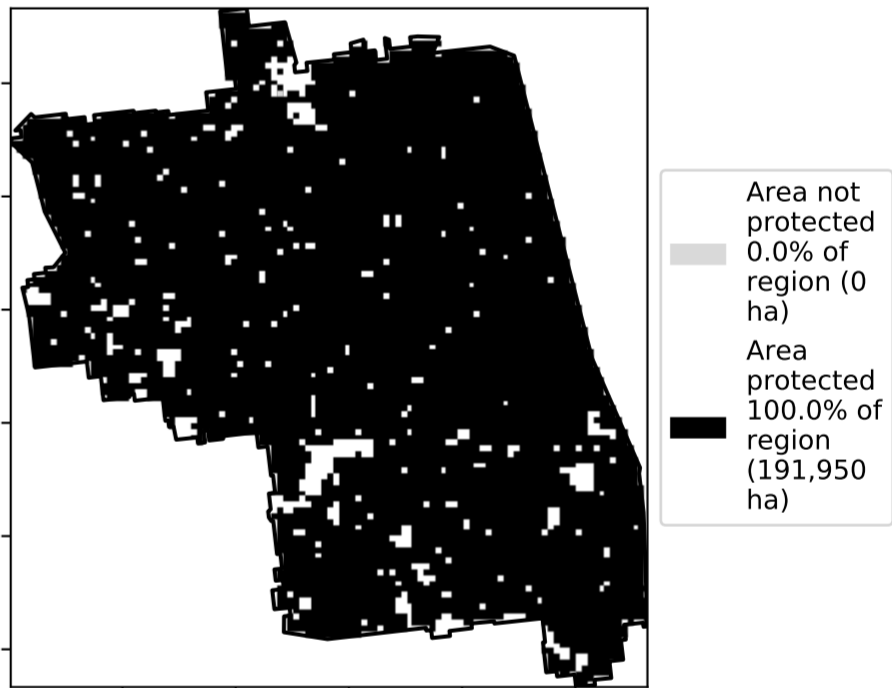 Area not
protected
0.0% of
region (0
ha)
Area
protected
100.0% of
region
(191,950
ha)